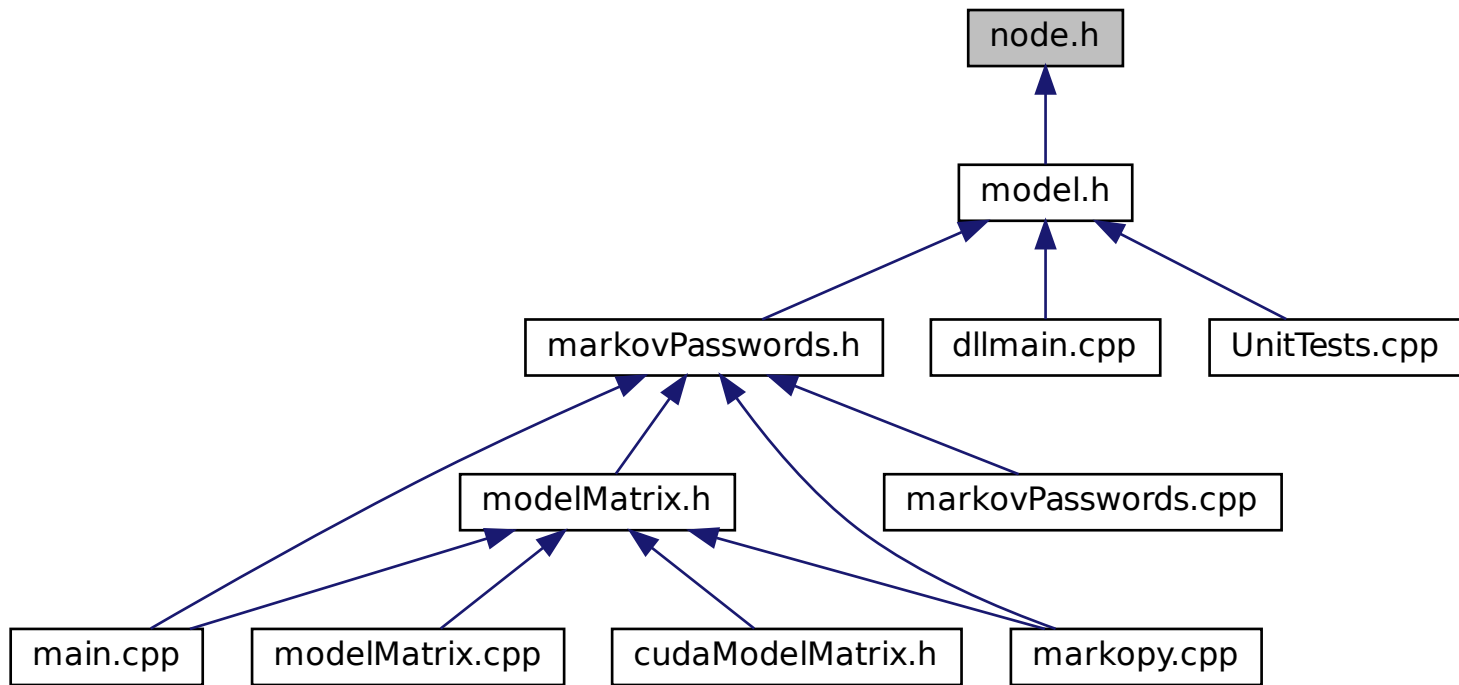 node.h
model.h
markovPasswords.h
dllmain.cpp
UnitTests.cpp
modelMatrix.h
markovPasswords.cpp
main.cpp
modelMatrix.cpp
cudaModelMatrix.h
markopy.cpp